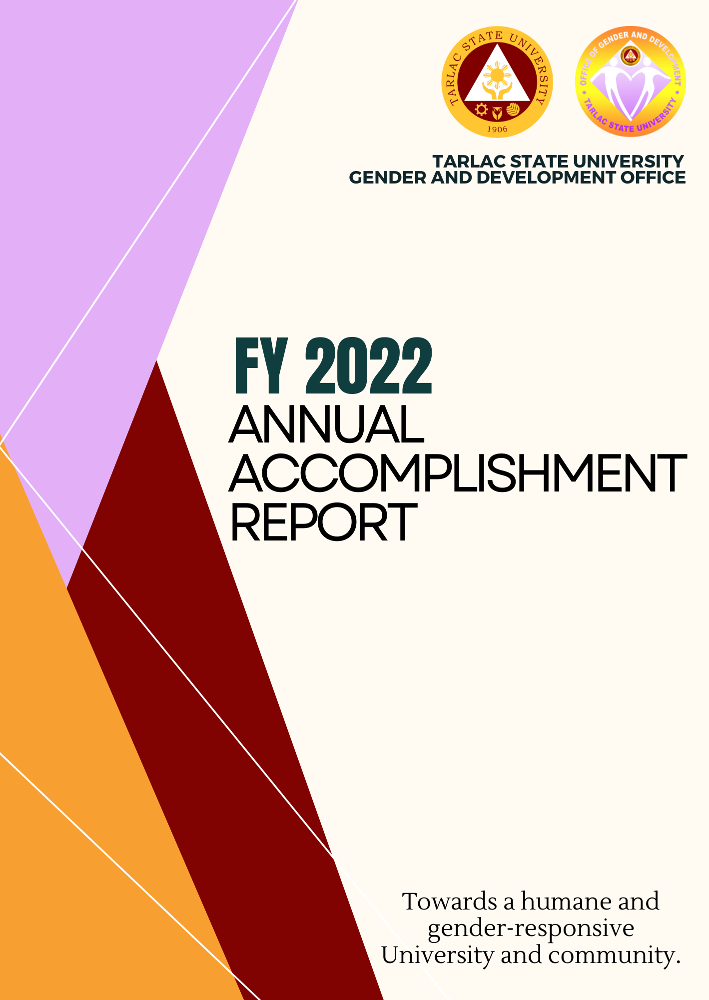 TARLAC STATE UNIVERSITY
1906
OFFICE OF GENDER AND DEVELOPMENT
• TARLAC STATE UNIVERSITY •
TARLAC STATE UNIVERSITY
GENDER AND DEVELOPMENT OFFICE
FY 2022
ANNUAL
ACCOMPLISHMENT
REPORT
Towards a humane and
gender-responsive
University and community.